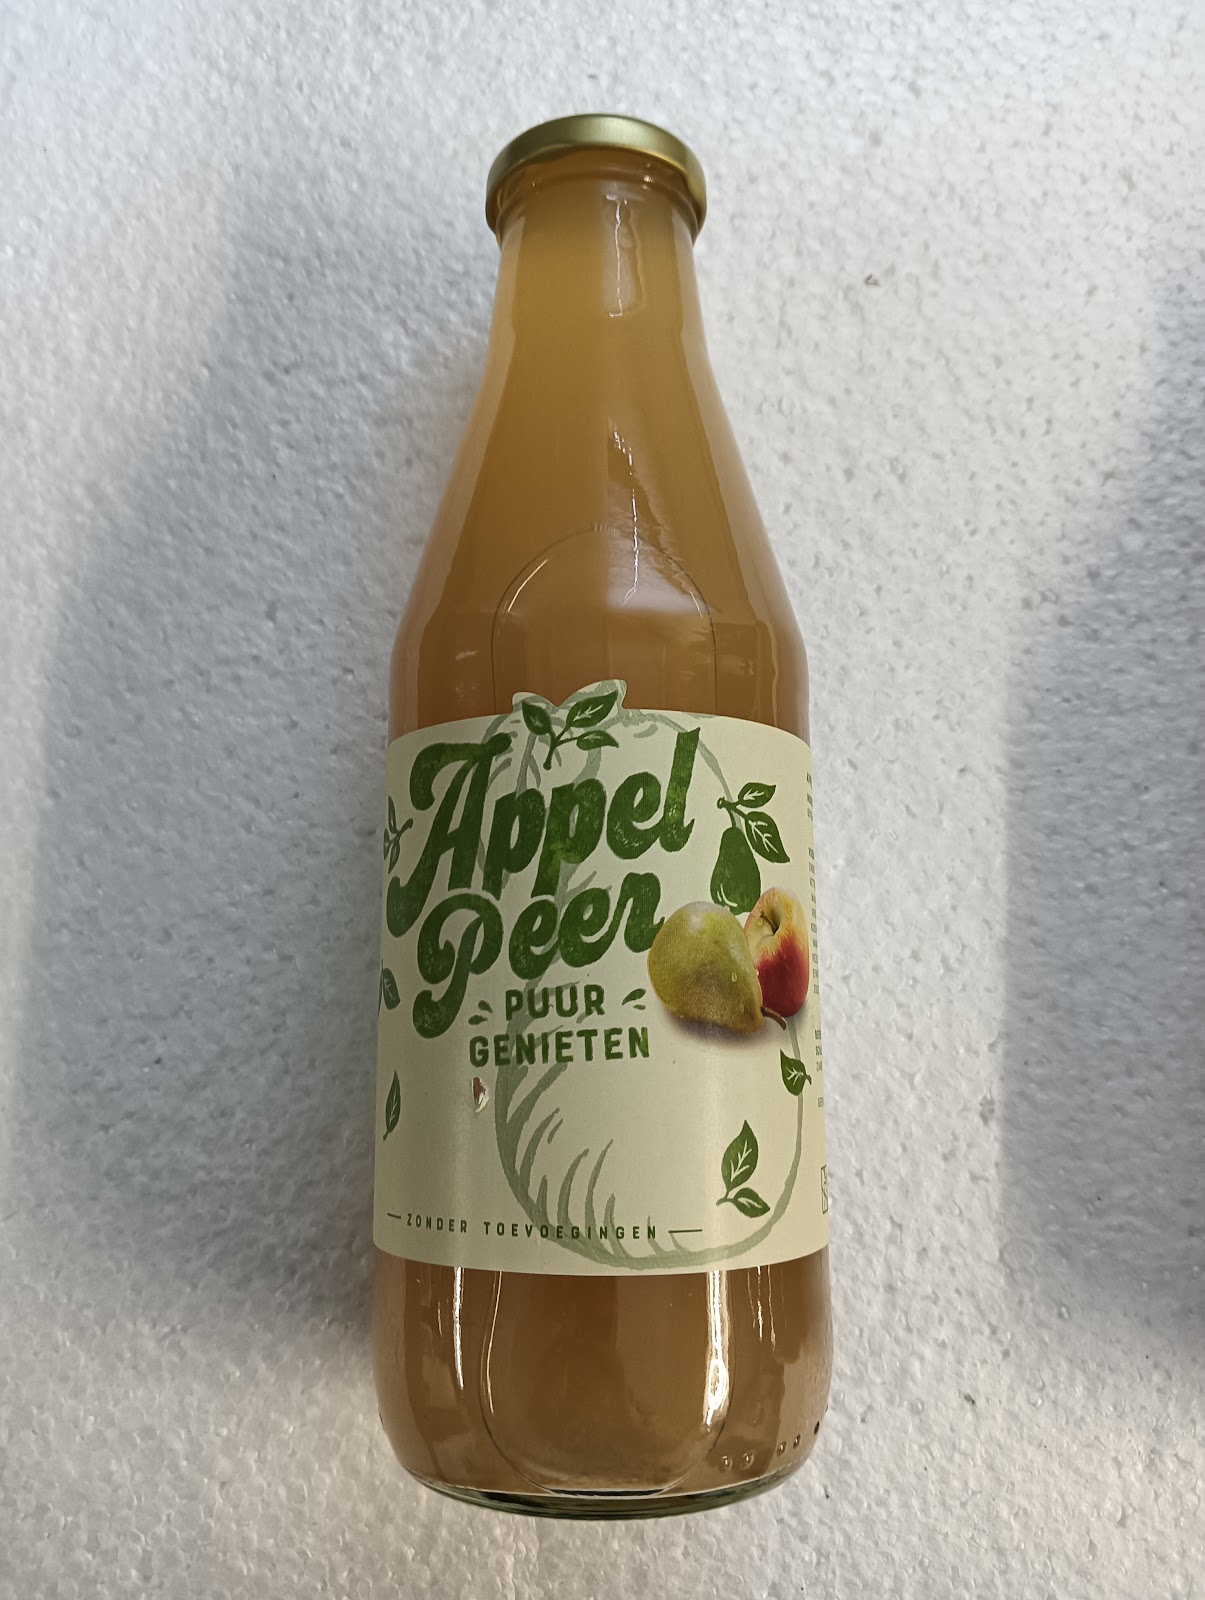 Appel
Peer
PUUR
GENIETEN
ZONDER TOEVOEGINGEN